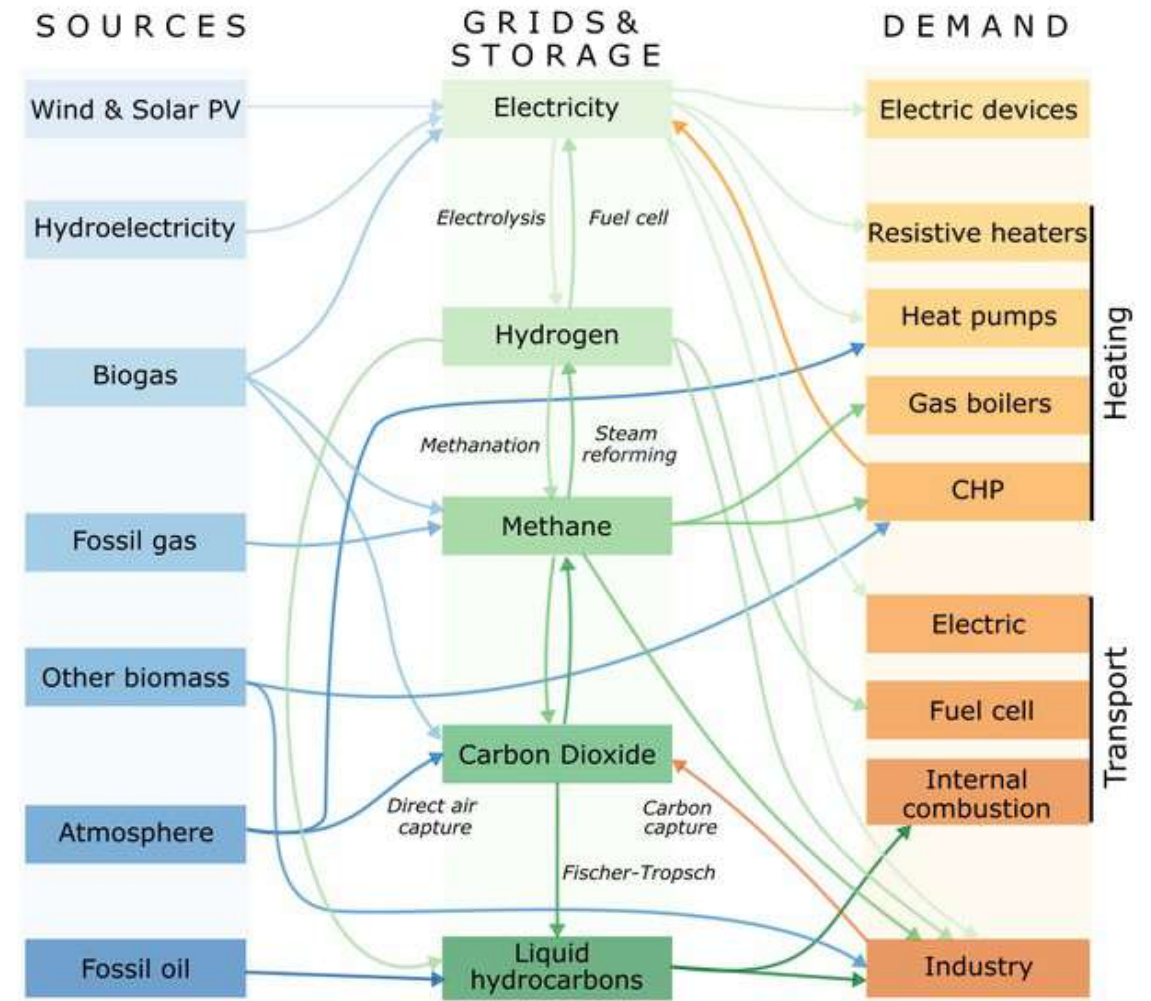 SOURCES
GRIDS&
STORAGE
DEMAND
Wind & Solar PV
Electricity
Electric devices
Hydroelectricity
Electrolysis
Fuel cell
Resistive heaters
Hydrogen
Heat pumps
Biogas
Gas boilers
Heating
Methanation
Steam
reforming
CHP
Fossil gas
Methane
Electric
Other biomass
Fuel cell
Transport
Carbon Dioxide
Internal
combustion
Atmosphere
Direct air
capture
Carbon
capture
Fischer-Tropsch
Fossil oil
Liquid
hydrocarbons
Industry